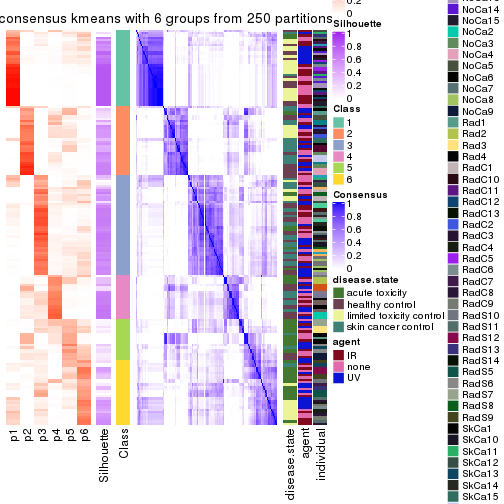 consensus kmeans with 6 groups from 250 partitions
0.2
0
Silhouette
1
0.8
0.6
0.4
0.2
0
Class
1
2
3
4
5
6
Consensus
1
0.8
0.6
0.4
0.2
0
disease.state
acute toxicity
healthy control
limited toxicity control
skin cancer control
agent
IR
none
UV
p1
p2
p3
p4
p5
p6
Silhouette
Class
disease.state
agent
individual
NoCa14
NoCa15
NoCa2
NoCa3
NoCa4
NoCa5
NoCa6
NoCa7
NoCa8
NoCa9
Rad1
Rad2
Rad3
Rad4
RadC1
RadC10
RadC11
RadC12
RadC13
RadC2
RadC3
RadC4
RadC5
RadC6
RadC7
RadC8
RadC9
RadS10
RadS11
RadS12
RadS13
RadS14
RadS5
RadS6
RadS7
RadS8
RadS9
SkCa1
SkCa10
SkCa11
SkCa12
SkCa13
SkCa14
SkCa15